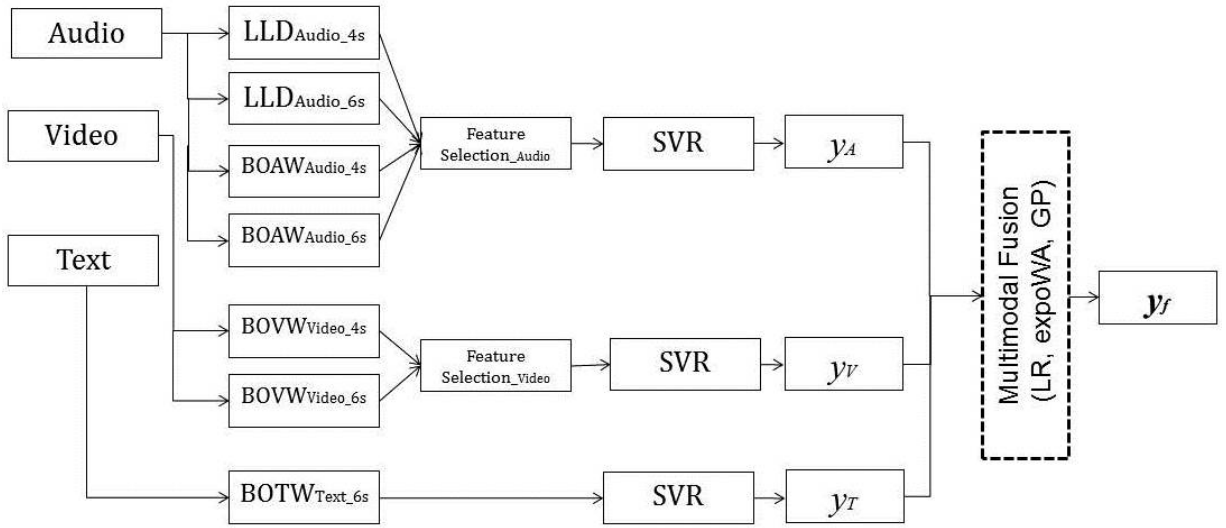 Audio
LLDAudio_4s
LLDAudio_6s
Video
Feature
Selection_Audio
SVR
yA
BOAWAudio_4s
BOAWAudio_6s
Text
Multimodal Fusion
(LR, expoWA, GP)
yf
BOVWVideo_4s
Feature
Selection_Video
SVR
yV
BOVWVideo_6s
BOTWText_6s
SVR
yT